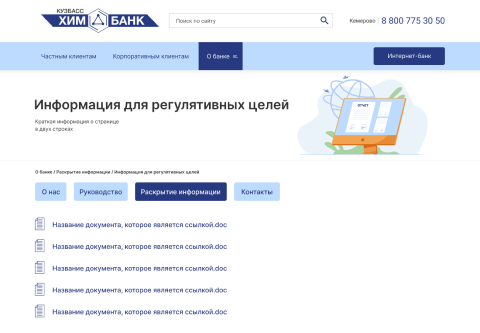 КУЗБАСС
ХИМ БАНК
Поиск по сайту
Кемерово : 8 800 775 30 50
Частным клиентам
Корпоративным клиентам
О банке
Интернет-банк
Информация для регулятивных целей
Краткая информация о странице
в двух строках
ОТЧЕТ
О банке / Раскрытие информации / Информация для регулятивных целей
О нас
Руководство
Раскрытие информации
Контакты
Название документа, которое является ссылкой.doc
Название документа, которое является ссылкой.doc
Название документа, которое является ссылкой.doc
Название документа, которое является ссылкой.doc
Название документа, которое является ссылкой.doc